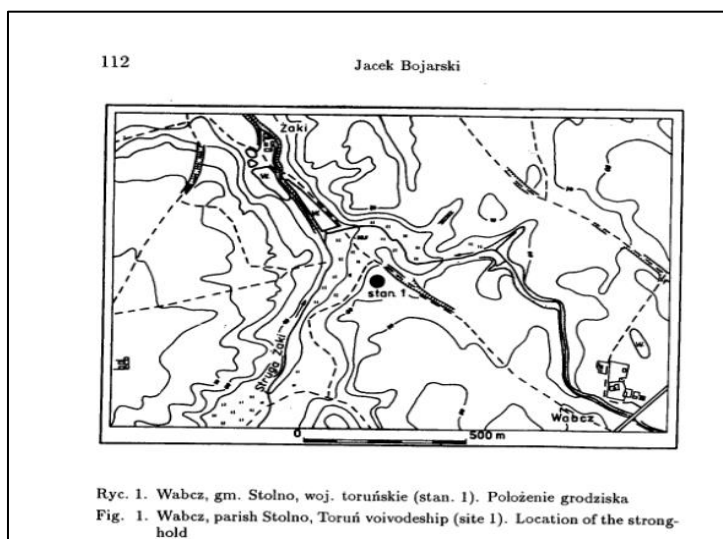 112
Jacek Bojarski
Żaki
stan. 1
Struga Żaki
Wabcz
0
500 m
Ryc. 1. Wabcz, gm. Stolno, woj. toruńskie (stan. 1). Położenie grodziska
Fig. 1. Wabcz, parish Stolno, Toruń voivodeship (site 1). Location of the strong-
hold